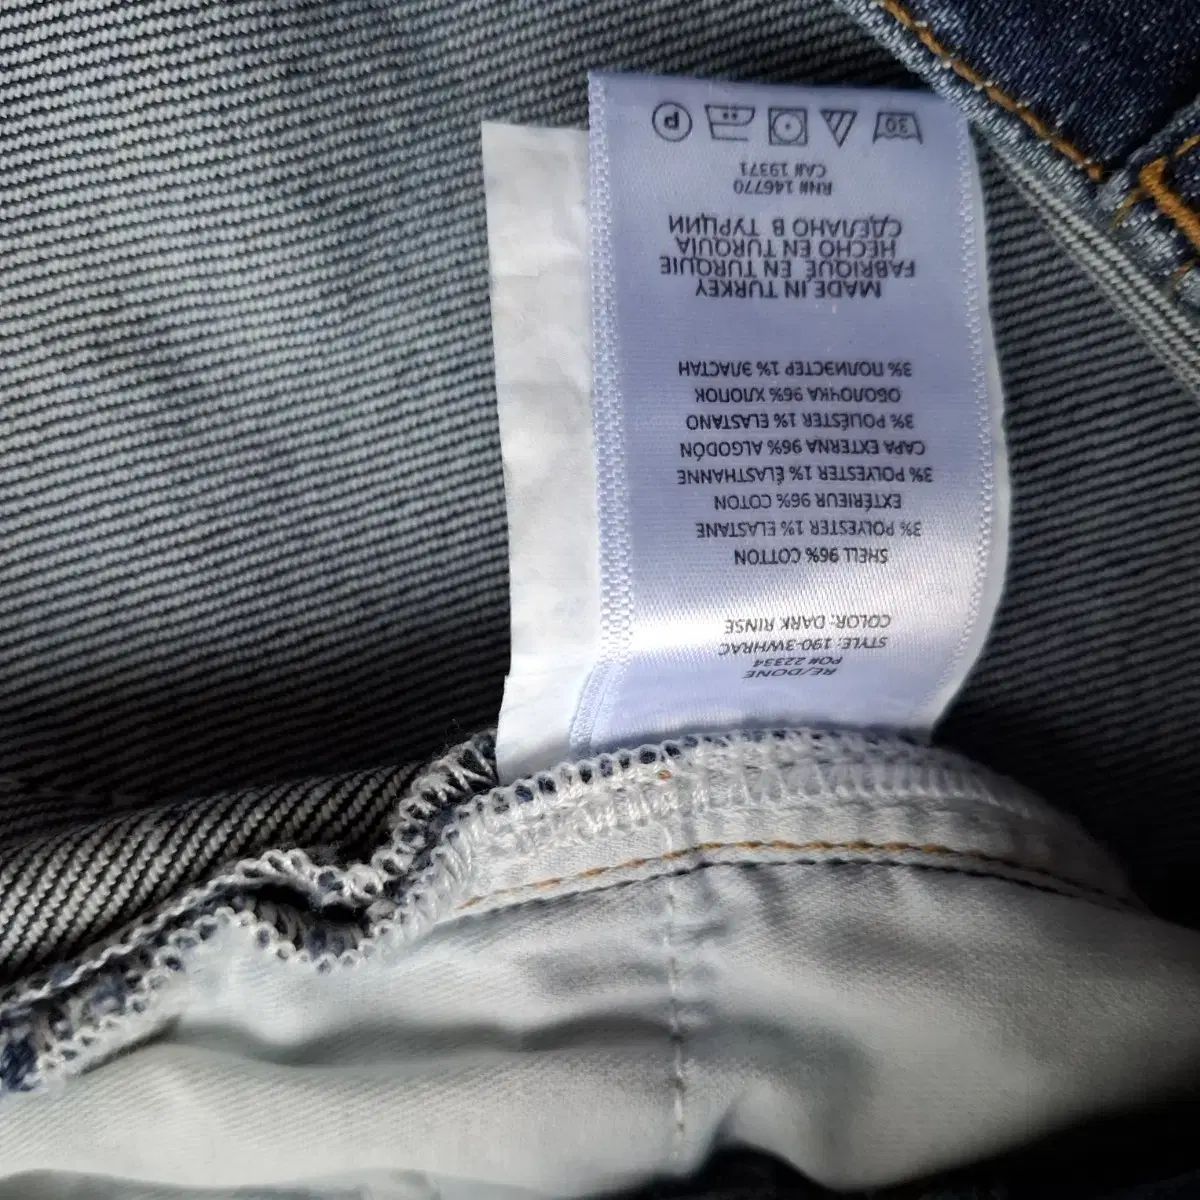 RE/DONE
PO# 22334
STYLE: 190-3WHRAC
COLOR: DARK RINSE
SHELL 96% COTTON
3% POLYESTER 1% ELASTANE
EXTÉRIEUR 96% COTON
3% POLYESTER 1% ÉLASTHANNE
CAPA EXTERNA 96% ALGODÓN
3% POLIÉSTER 1% ELASTANO
ОБОЛОЧКА 96% ХЛОПОК
3% ПОЛИЭСТЕР 1% ЭЛАСТАН
MADE IN TURKEY
FABRIQUÉ EN TURQUIE
HECHO EN TURQUÍA
СДЕЛАНО В ТУРЦИИ
RN# 146770
CA# 19371
30 P